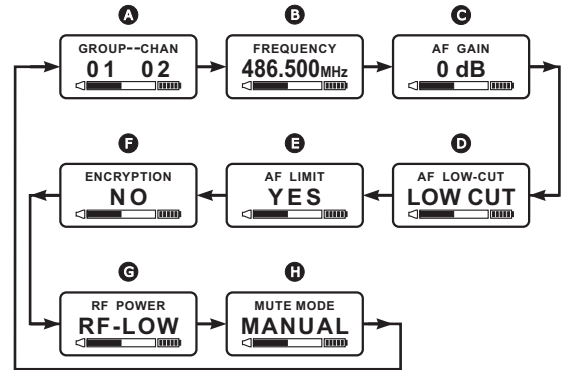 A
GROUP--CHAN
01 02
B
FREQUENCY
486.500MHz
C
AF GAIN
0 dB
F
ENCRYPTION
NO
E
AF LIMIT
YES
D
AF LOW-CUT
LOW CUT
G
RF POWER
RF-LOW
H
MUTE MODE
MANUAL